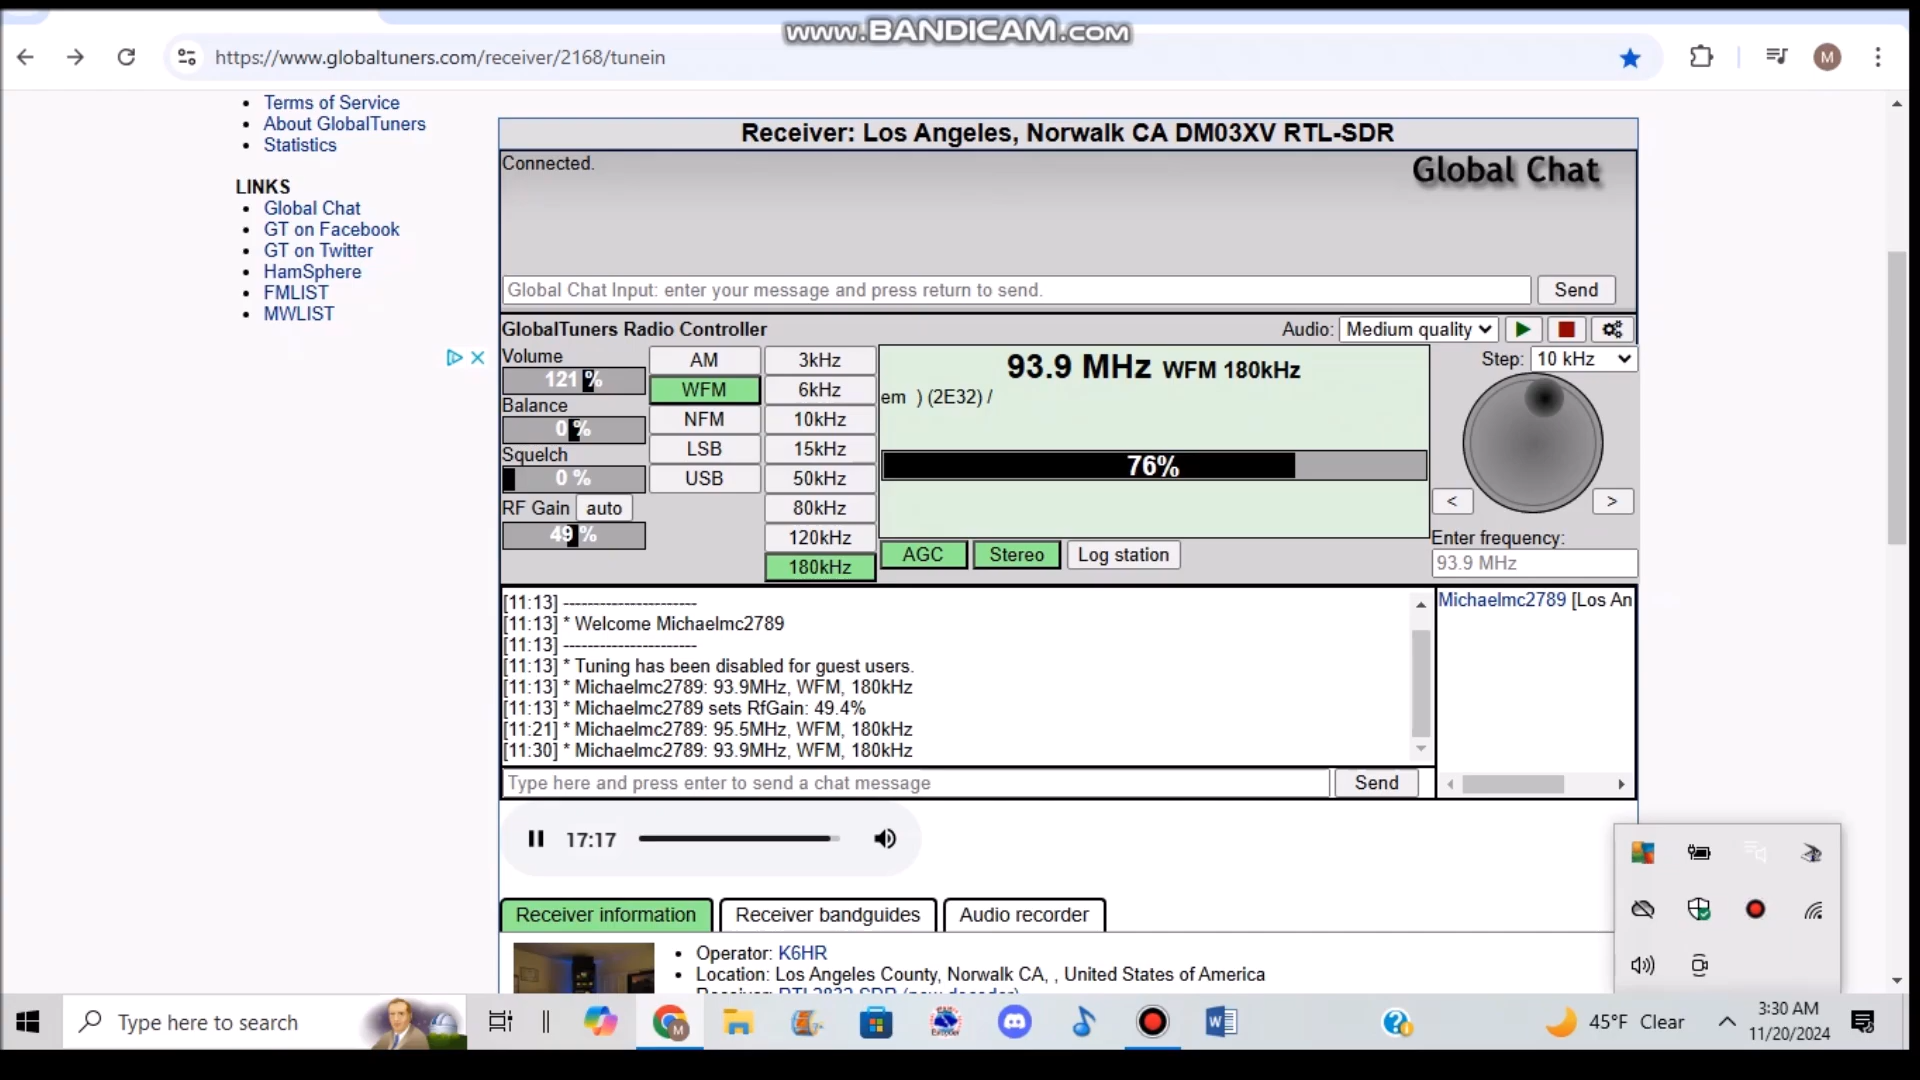 www.BANDICAM.com
https://www.globaltuners.com/receiver/2168/tunein
M
Terms of Service
About GlobalTuners
Statistics
LINKS
Global Chat
GT on Facebook
GT on Twitter
HamSphere
FMLIST
MWLIST
Receiver: Los Angeles, Norwalk CA DM03XV RTL-SDR
Connected.
Global Chat
Global Chat Input: enter your message and press return to send.
Send
GlobalTuners Radio Controller
Audio: Medium quality
Volume
121 %
Balance
0 %
Squelch
0 %
RF Gain auto
49 %
AM
WFM
NFM
LSB
USB
3kHz
6kHz
10kHz
15kHz
50kHz
80kHz
120kHz
180kHz
93.9 MHz WFM 180kHz
em ) (2E32) /
76%
AGC Stereo Log station
Step: 10 kHz
< >
Enter frequency:
93.9 MHz
[11:13] ----------------------
[11:13] * Welcome Michaelmc2789
[11:13] ----------------------
[11:13] * Tuning has been disabled for guest users.
[11:13] * Michaelmc2789: 93.9MHz, WFM, 180kHz
[11:13] * Michaelmc2789 sets RfGain: 49.4%
[11:21] * Michaelmc2789: 95.5MHz, WFM, 180kHz
[11:30] * Michaelmc2789: 93.9MHz, WFM, 180kHz
Michaelmc2789 [Los An
Type here and press enter to send a chat message
Send
17:17
Receiver information
Receiver bandguides
Audio recorder
Operator: K6HR
Location: Los Angeles County, Norwalk CA, , United States of America
Receiver: RTL2832 SDR (new decoder)
Type here to search
M
45°F Clear
3:30 AM
11/20/2024